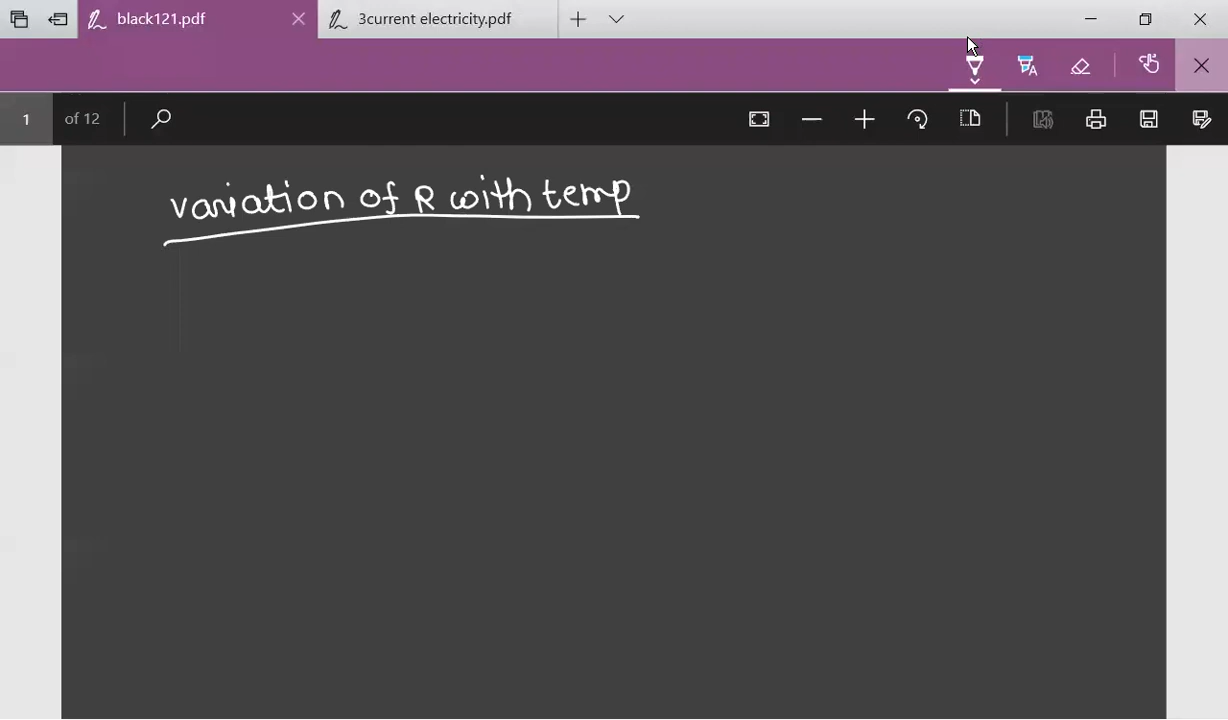 black121.pdf
3current electricity.pdf
1 of 12
variation of R with temp